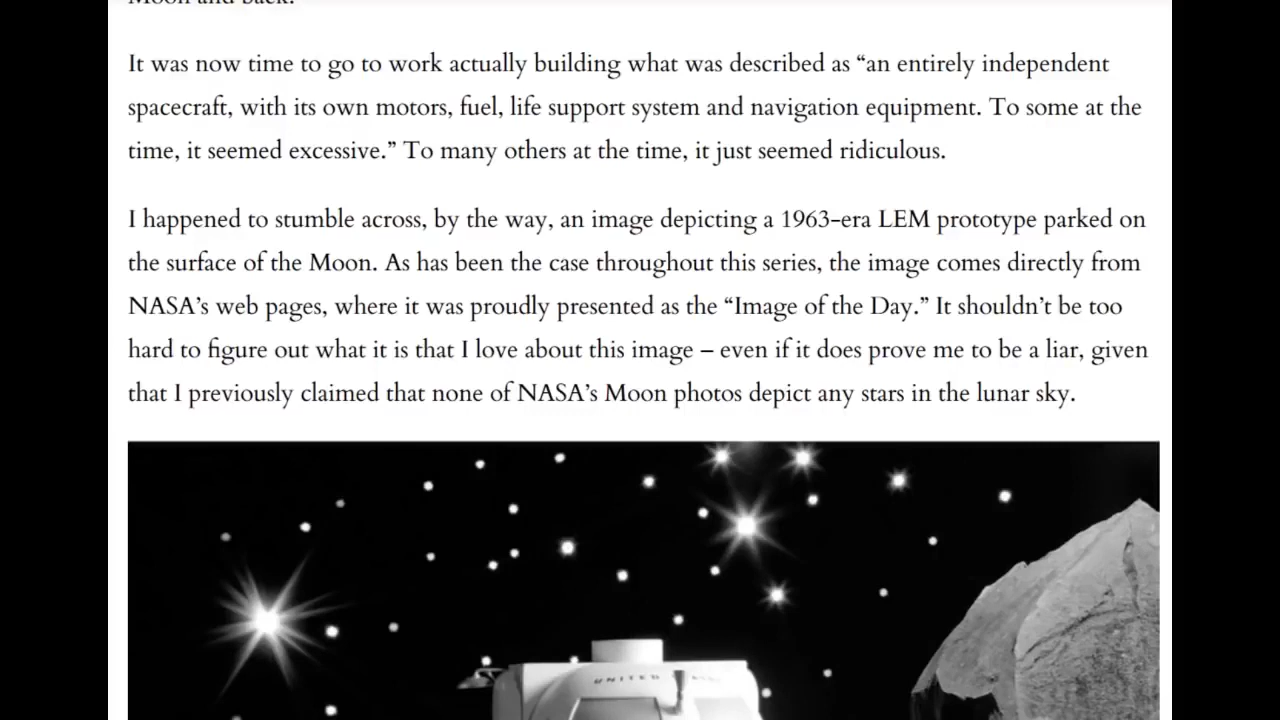 Moon and back.
It was now time to go to work actually building what was described as “an entirely independent
spacecraft, with its own motors, fuel, life support system and navigation equipment. To some at the
time, it seemed excessive.” To many others at the time, it just seemed ridiculous.
I happened to stumble across, by the way, an image depicting a 1963-era LEM prototype parked on
the surface of the Moon. As has been the case throughout this series, the image comes directly from
NASA’s web pages, where it was proudly presented as the “Image of the Day.” It shouldn’t be too
hard to figure out what it is that I love about this image – even if it does prove me to be a liar, given
that I previously claimed that none of NASA’s Moon photos depict any stars in the lunar sky.
UNITED